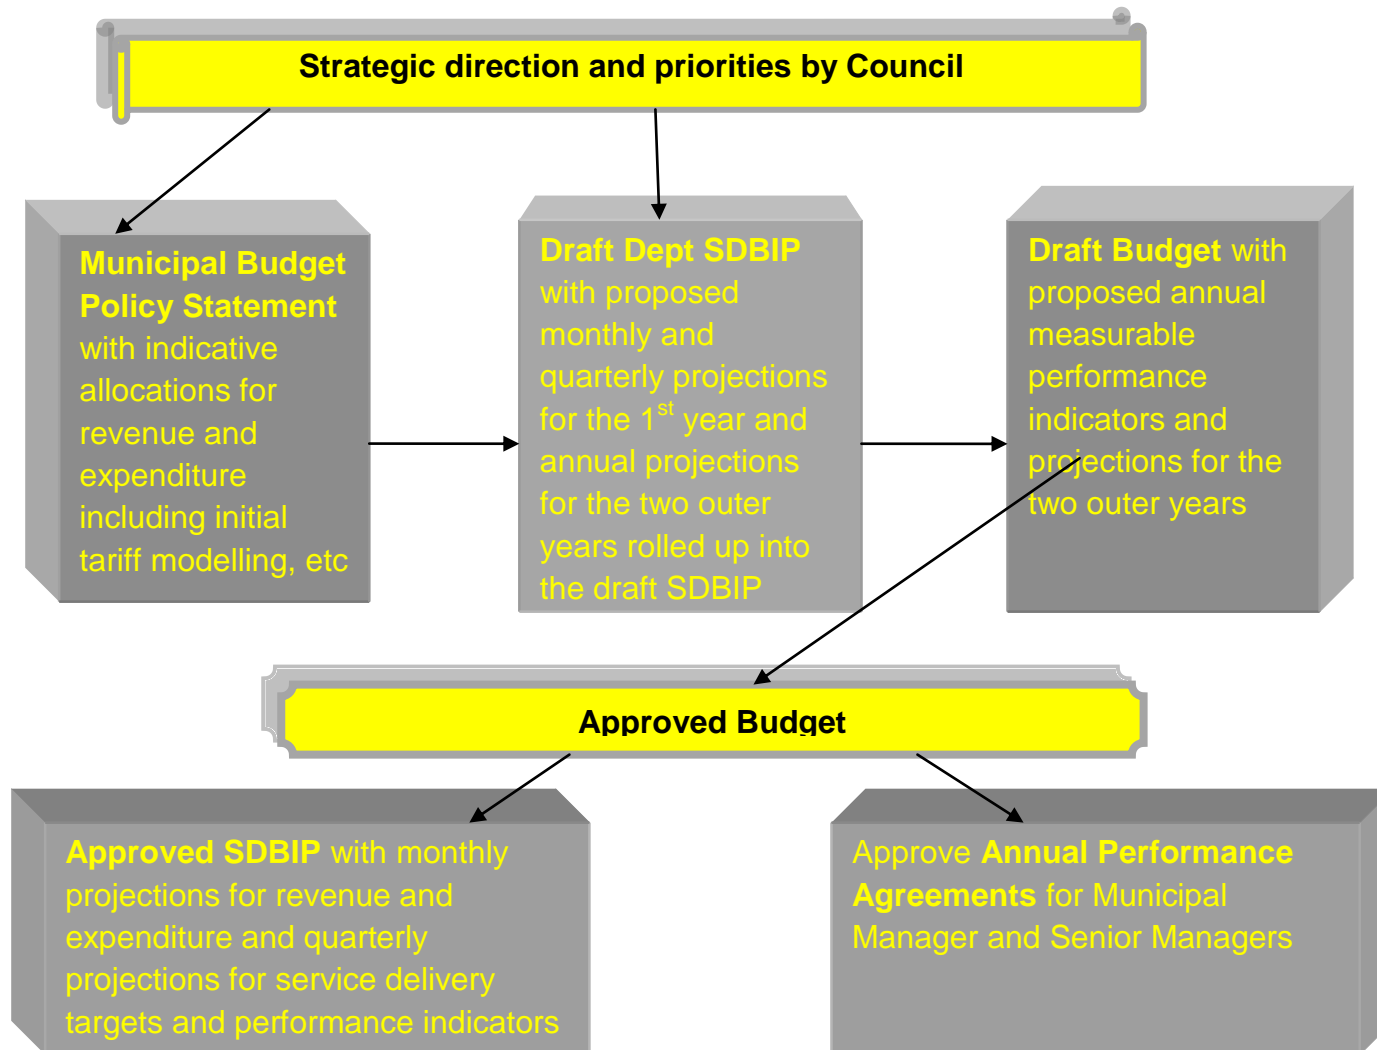 Strategic direction and priorities by Council
Municipal Budget
Policy Statement
with indicative
allocations for
revenue and
expenditure
including initial
tariff modelling, etc
Draft Dept SDBIP
with proposed
monthly and
quarterly projections
for the 1st year and
annual projections
for the two outer
years rolled up into
the draft SDBIP
Draft Budget with
proposed annual
measurable
performance
indicators and
projections for the
two outer years
Approved Budget
Approved SDBIP with monthly
projections for revenue and
expenditure and quarterly
projections for service delivery
targets and performance indicators
Approve Annual Performance
Agreements for Municipal
Manager and Senior Managers